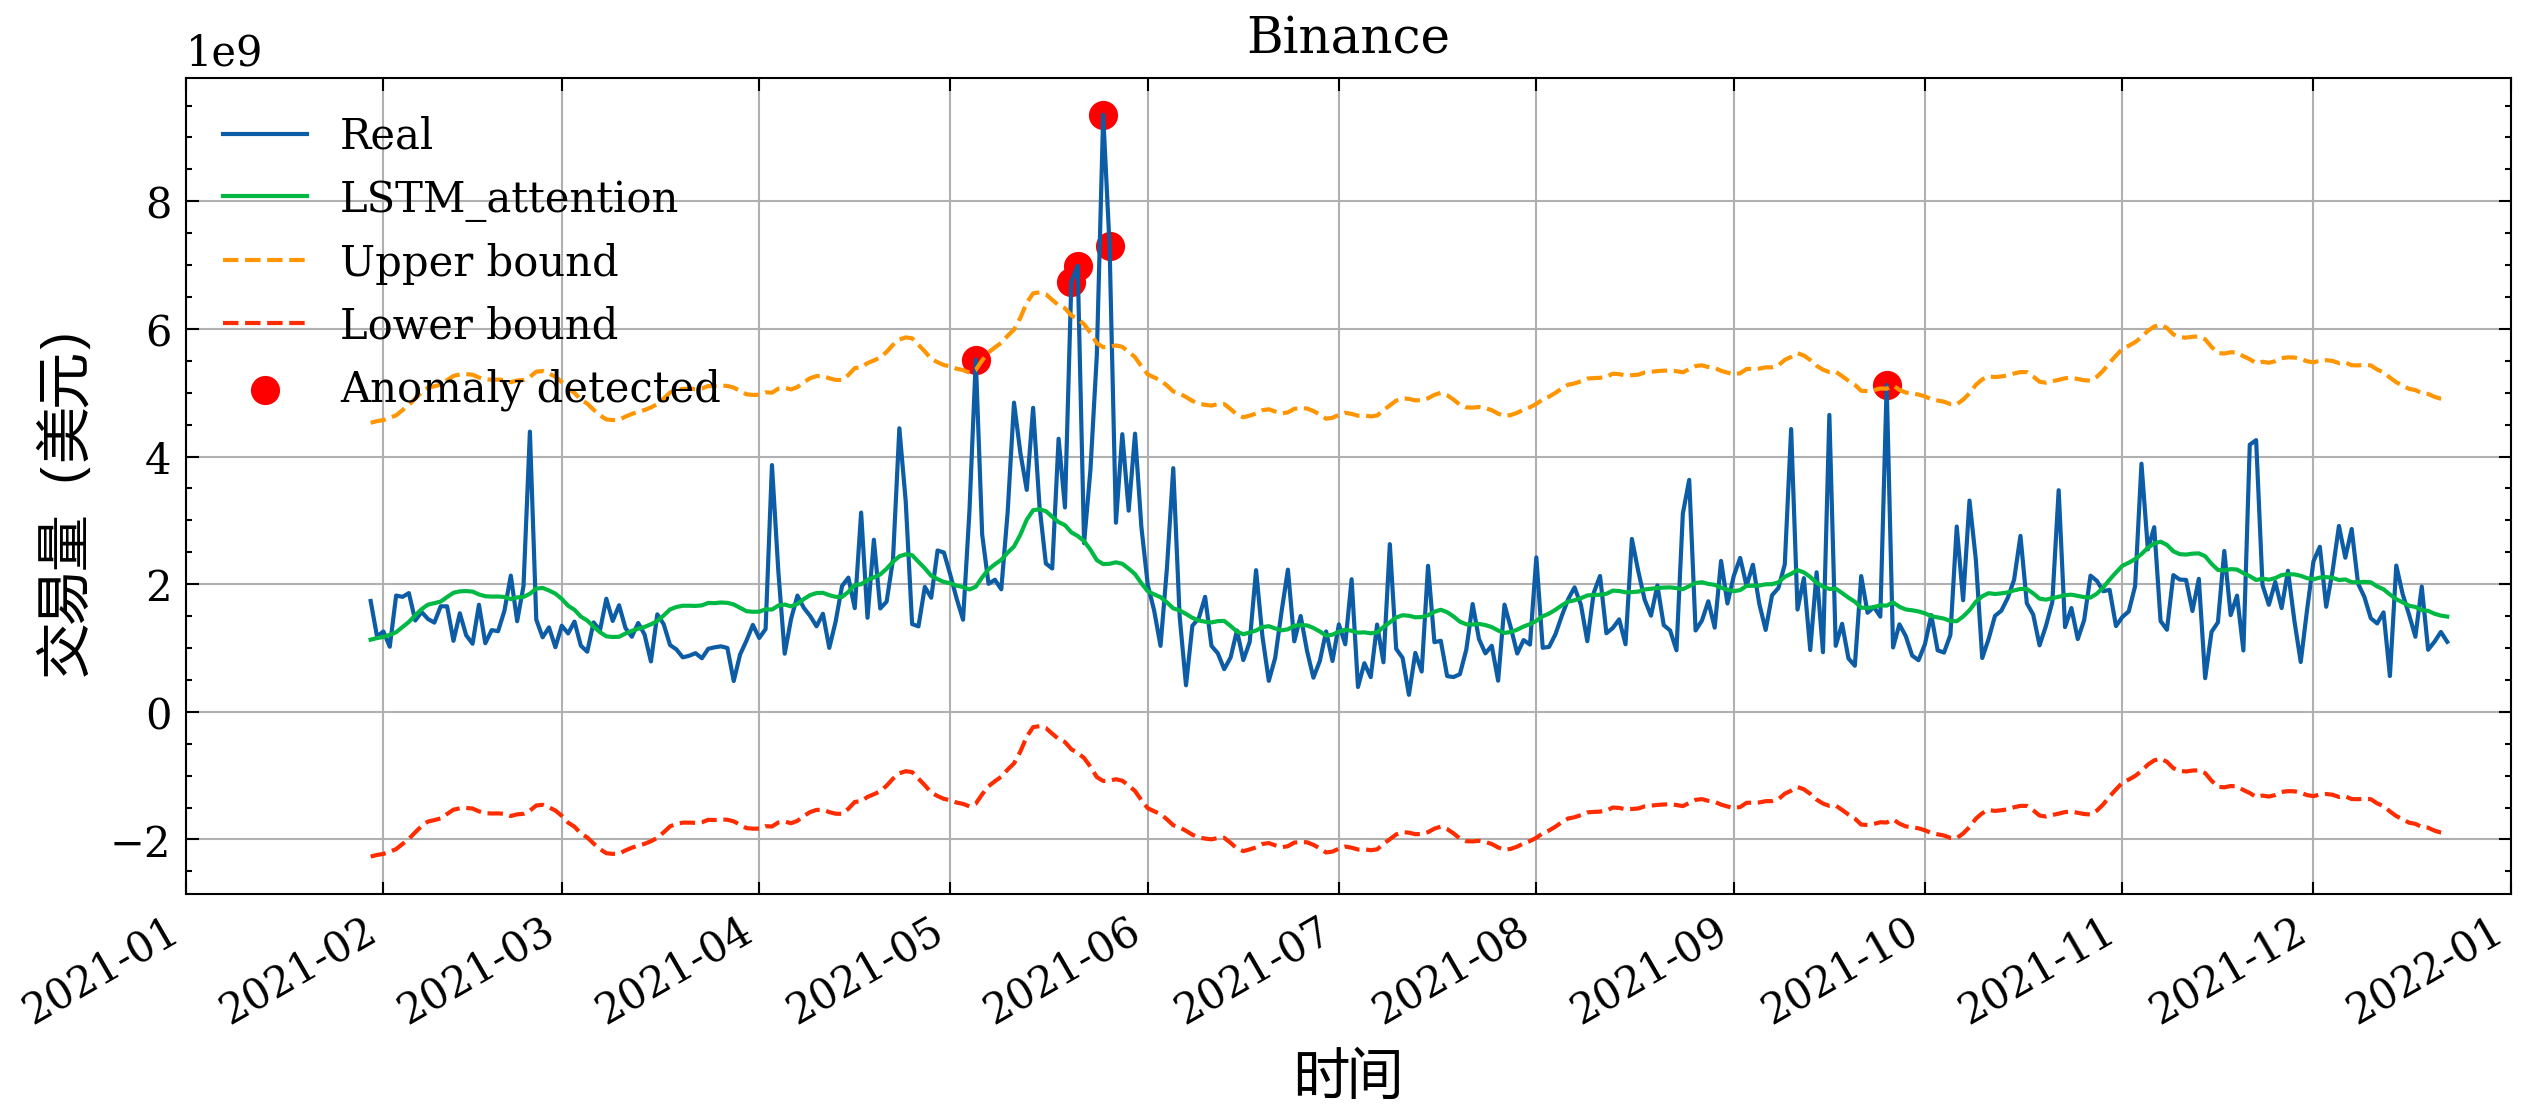 Binance
1e9
Real
LSTM_attention
Upper bound
Lower bound
Anomaly detected
8
6
4
2
0
−2
交易量（美元）
2021-01
2021-02
2021-03
2021-04
2021-05
2021-06
2021-07
2021-08
2021-09
2021-10
2021-11
2021-12
2022-01
时间